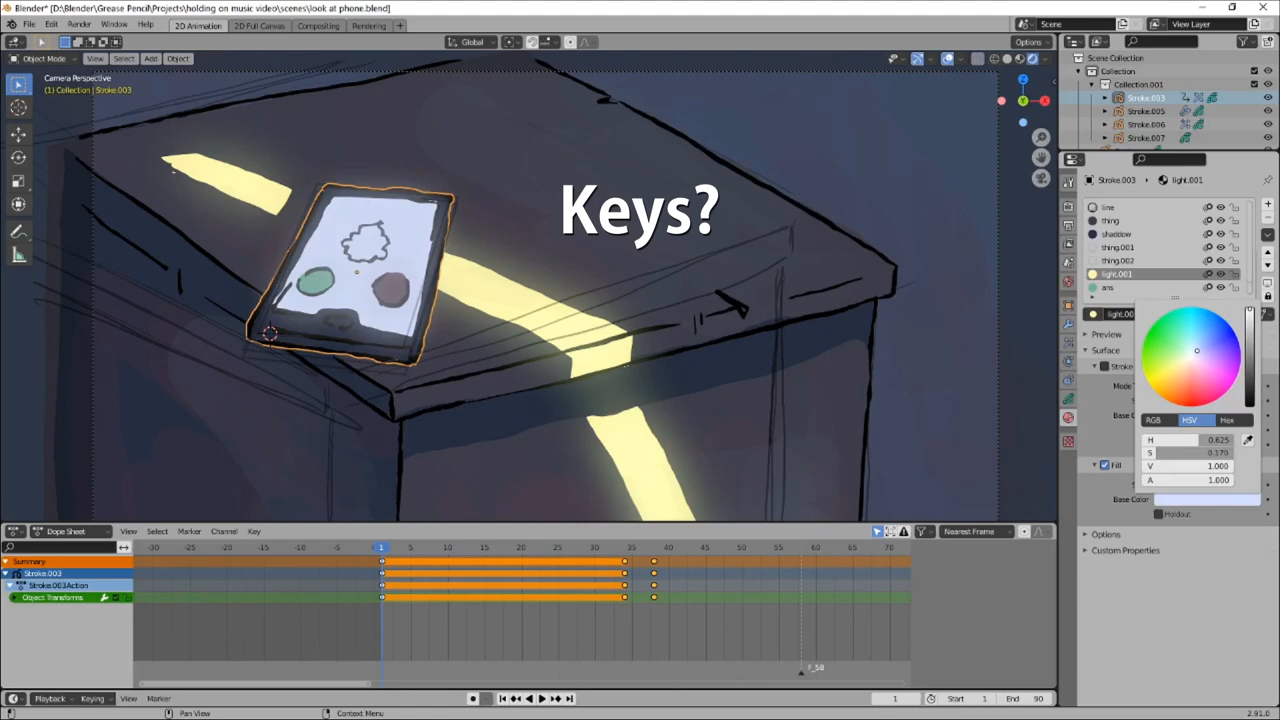 Blender* [D:\Blender\Grease Pencil\Projects\holding on music video\scenes\look at phone.blend]
File Edit Render Window Help 2D Animation 2D Full Canvas Compositing Rendering + Scene View Layer
Global Options
Object Mode View Select Add Object
Camera Perspective
(1) Collection | Stroke.003
Keys?
Z
Y
X
Scene Collection
Collection
Collection.001
Stroke.003
Stroke.005
Stroke.006
Stroke.007
Stroke.003 light.001
line
thing
shaddow
thing.001
thing.002
light.001
ans
light.00
Preview
Surface
Stroke
Mode
Base C
RGB HSV Hex
H 0.625
S 0.170
V 1.000
A 1.000
Fill
Base Color
Holdout
Options
Custom Properties
Dope Sheet View Select Marker Channel Key Nearest Frame
-30 -25 -20 -15 -10 -5 1 5 10 15 20 25 30 35 40 45 50 55 60 65 70
Summary
Stroke.003
Stroke.003Action
Object Transforms
F_58
Playback Keying View Marker 1 Start 1 End 90
Pan View Context Menu 2.91.0